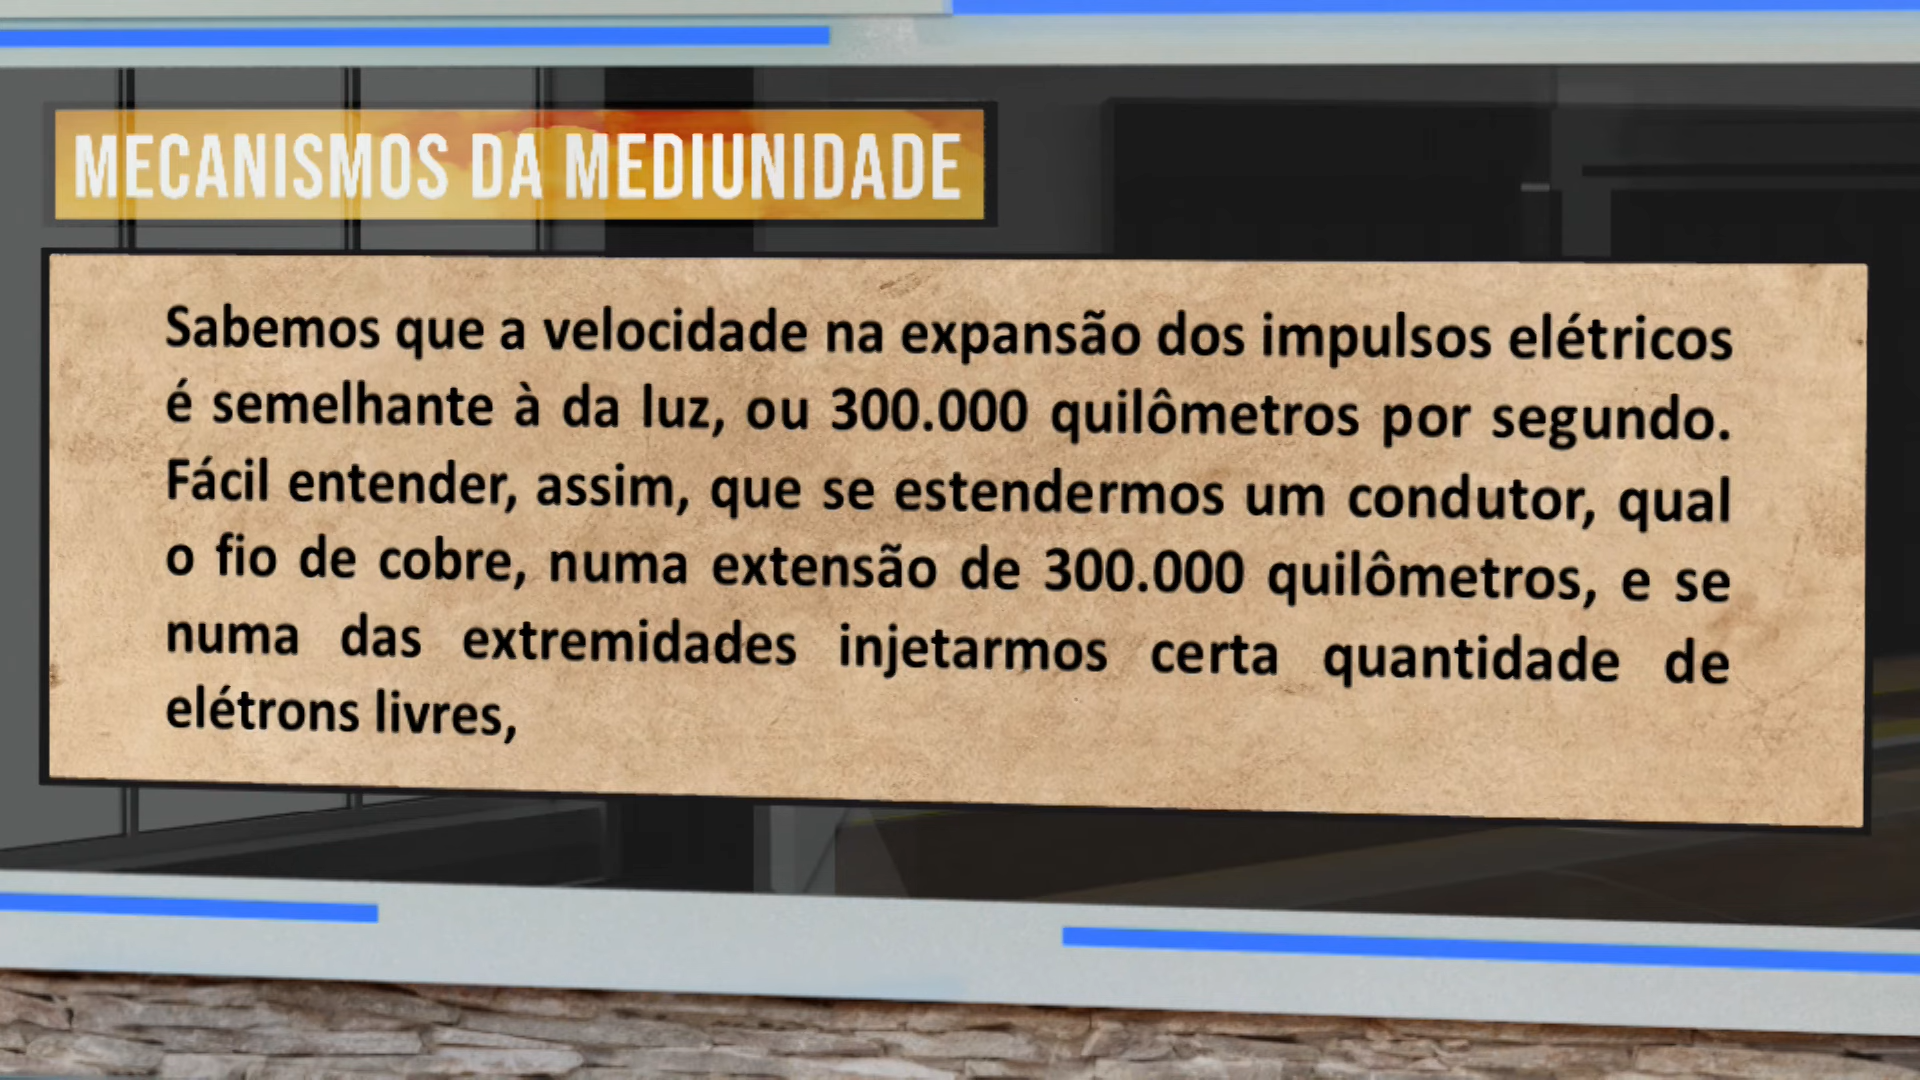 MECANISMOS DA MEDIUNIDADE
Sabemos que a velocidade na expansão dos impulsos elétricos
é semelhante à da luz, ou 300.000 quilômetros por segundo.
Fácil entender, assim, que se estendermos um condutor, qual
o fio de cobre, numa extensão de 300.000 quilômetros, e se
numa das extremidades injetarmos certa quantidade de
elétrons livres,